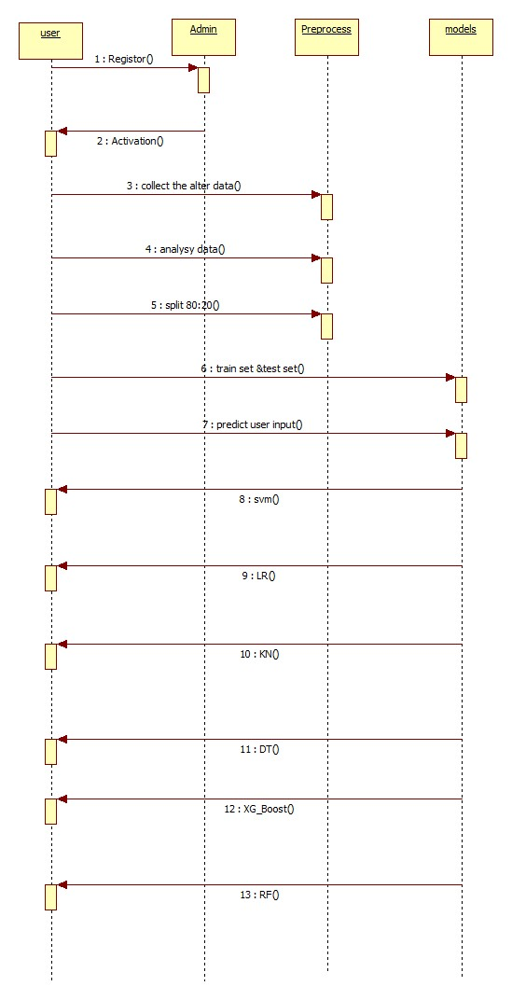 user
Admin
Preprocess
models
1 : Registor()
2 : Activation()
3 : collect the alter data()
4 : analysy data()
5 : split 80:20()
6 : train set &test set()
7 : predict user input()
8 : svm()
9 : LR()
10 : KN()
11 : DT()
12 : XG_Boost()
13 : RF()